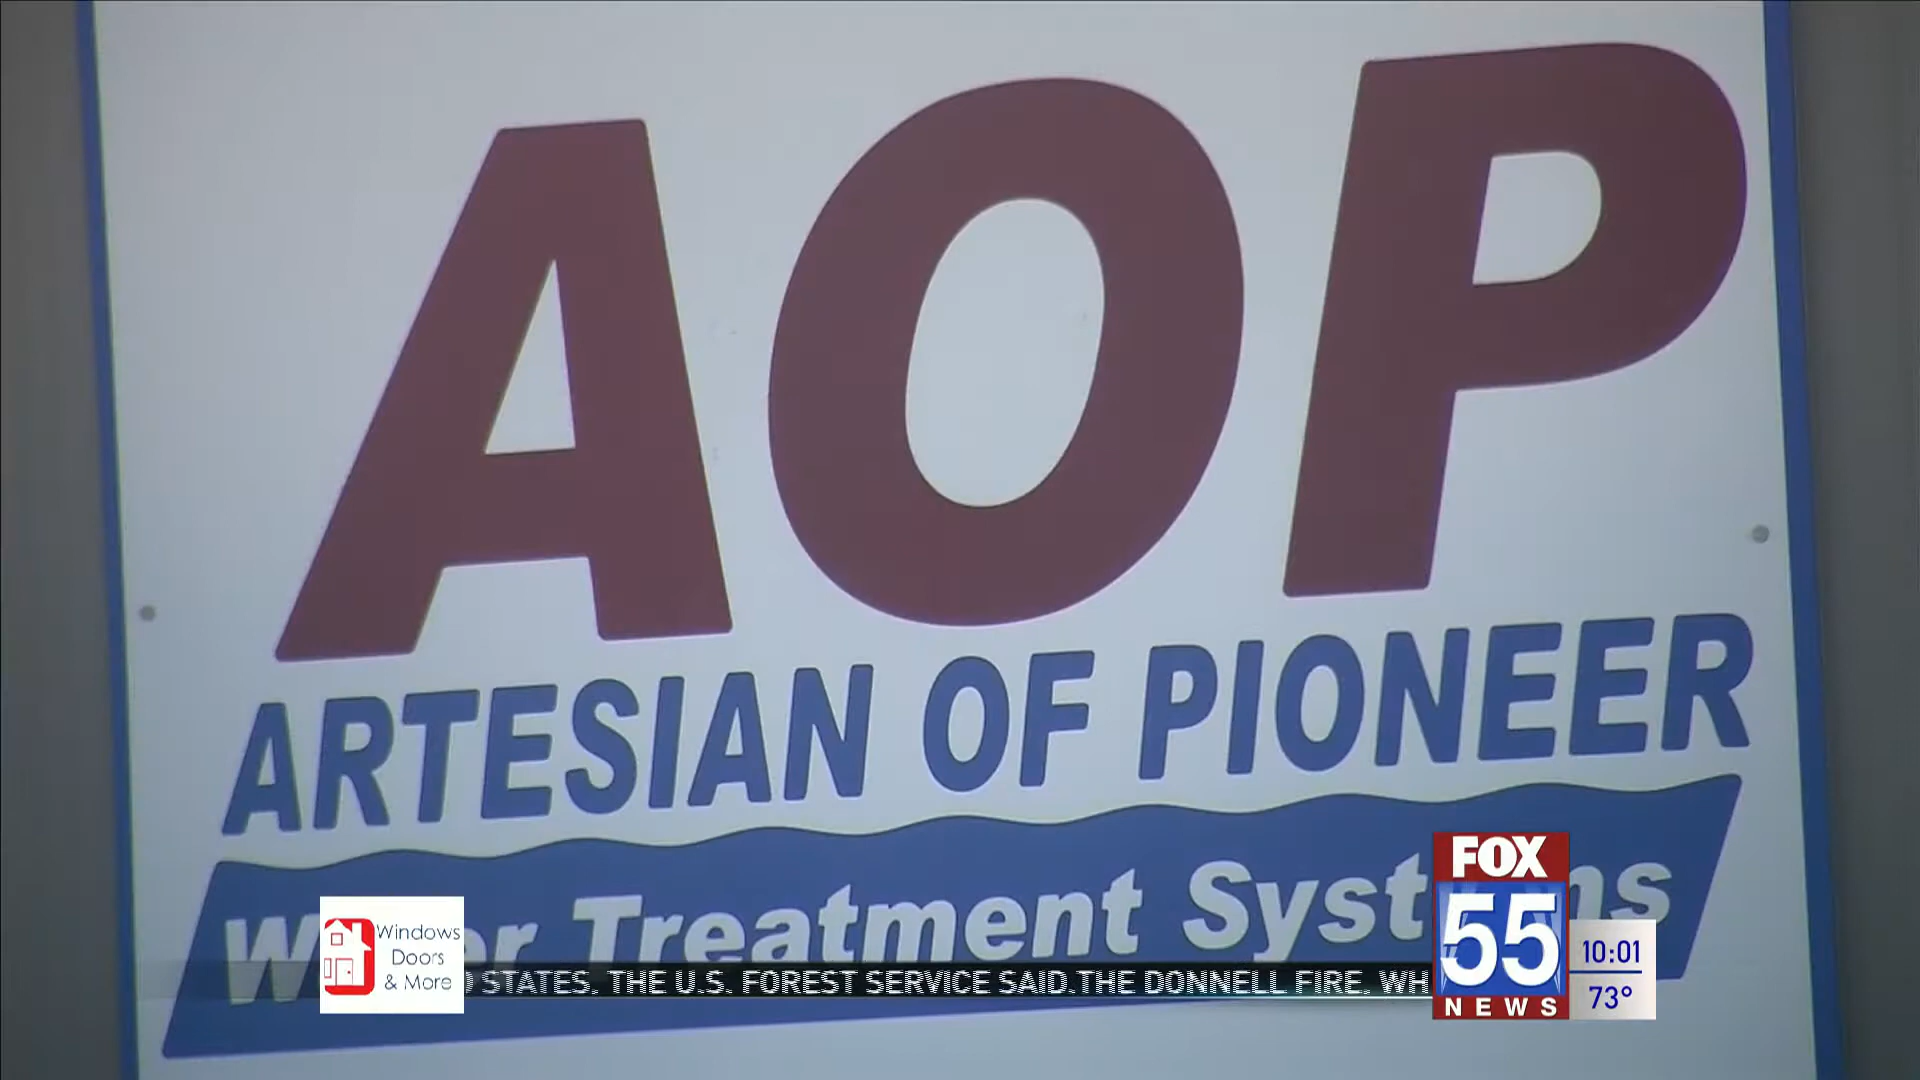 AOP
ARTESIAN OF PIONEER
Treatment
Windows
Doors
& More
STATES. THE U.S. FOREST SERVICE SAID.THE DONNELL FIRE. WH
FOX
55
NEWS
10:01
73°